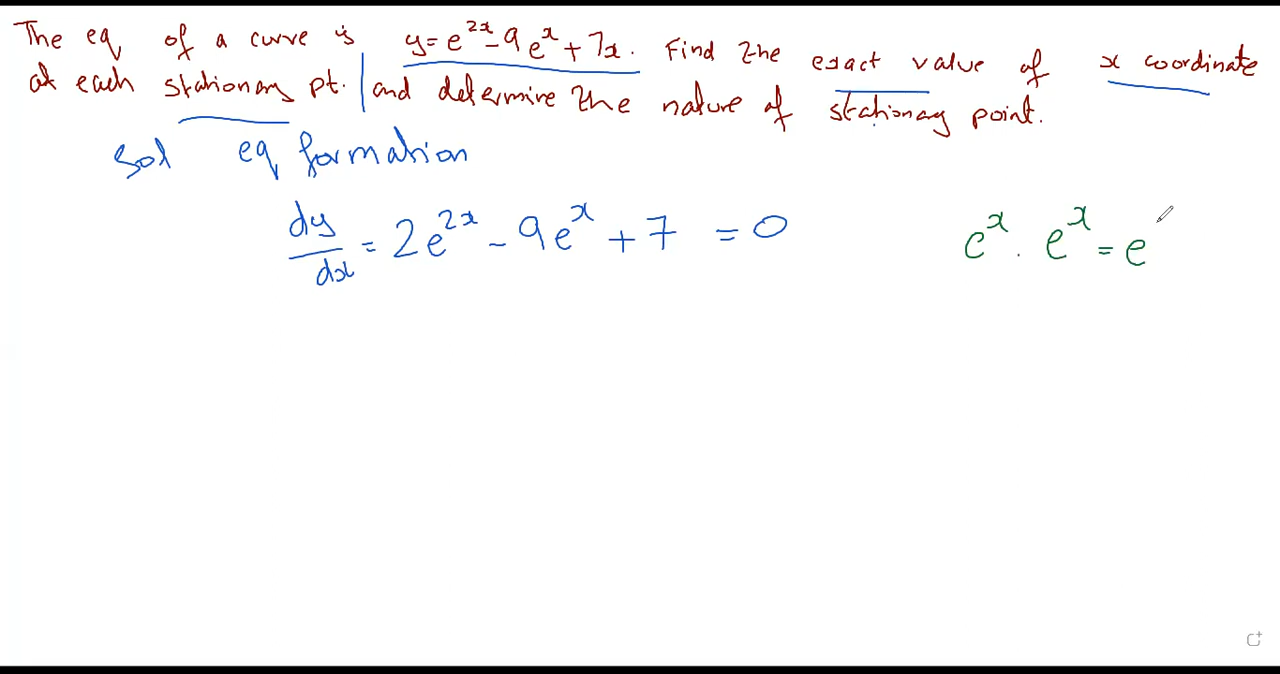 The eq of a curve is y = e^{2x} - 9e^x + 7x. Find the exact value of x coordinate
at each stationary pt. and determine the nature of stationary point.
Sol eq formation
dy/dx = 2e^{2x} - 9e^x + 7 = 0
e^x . e^x = e